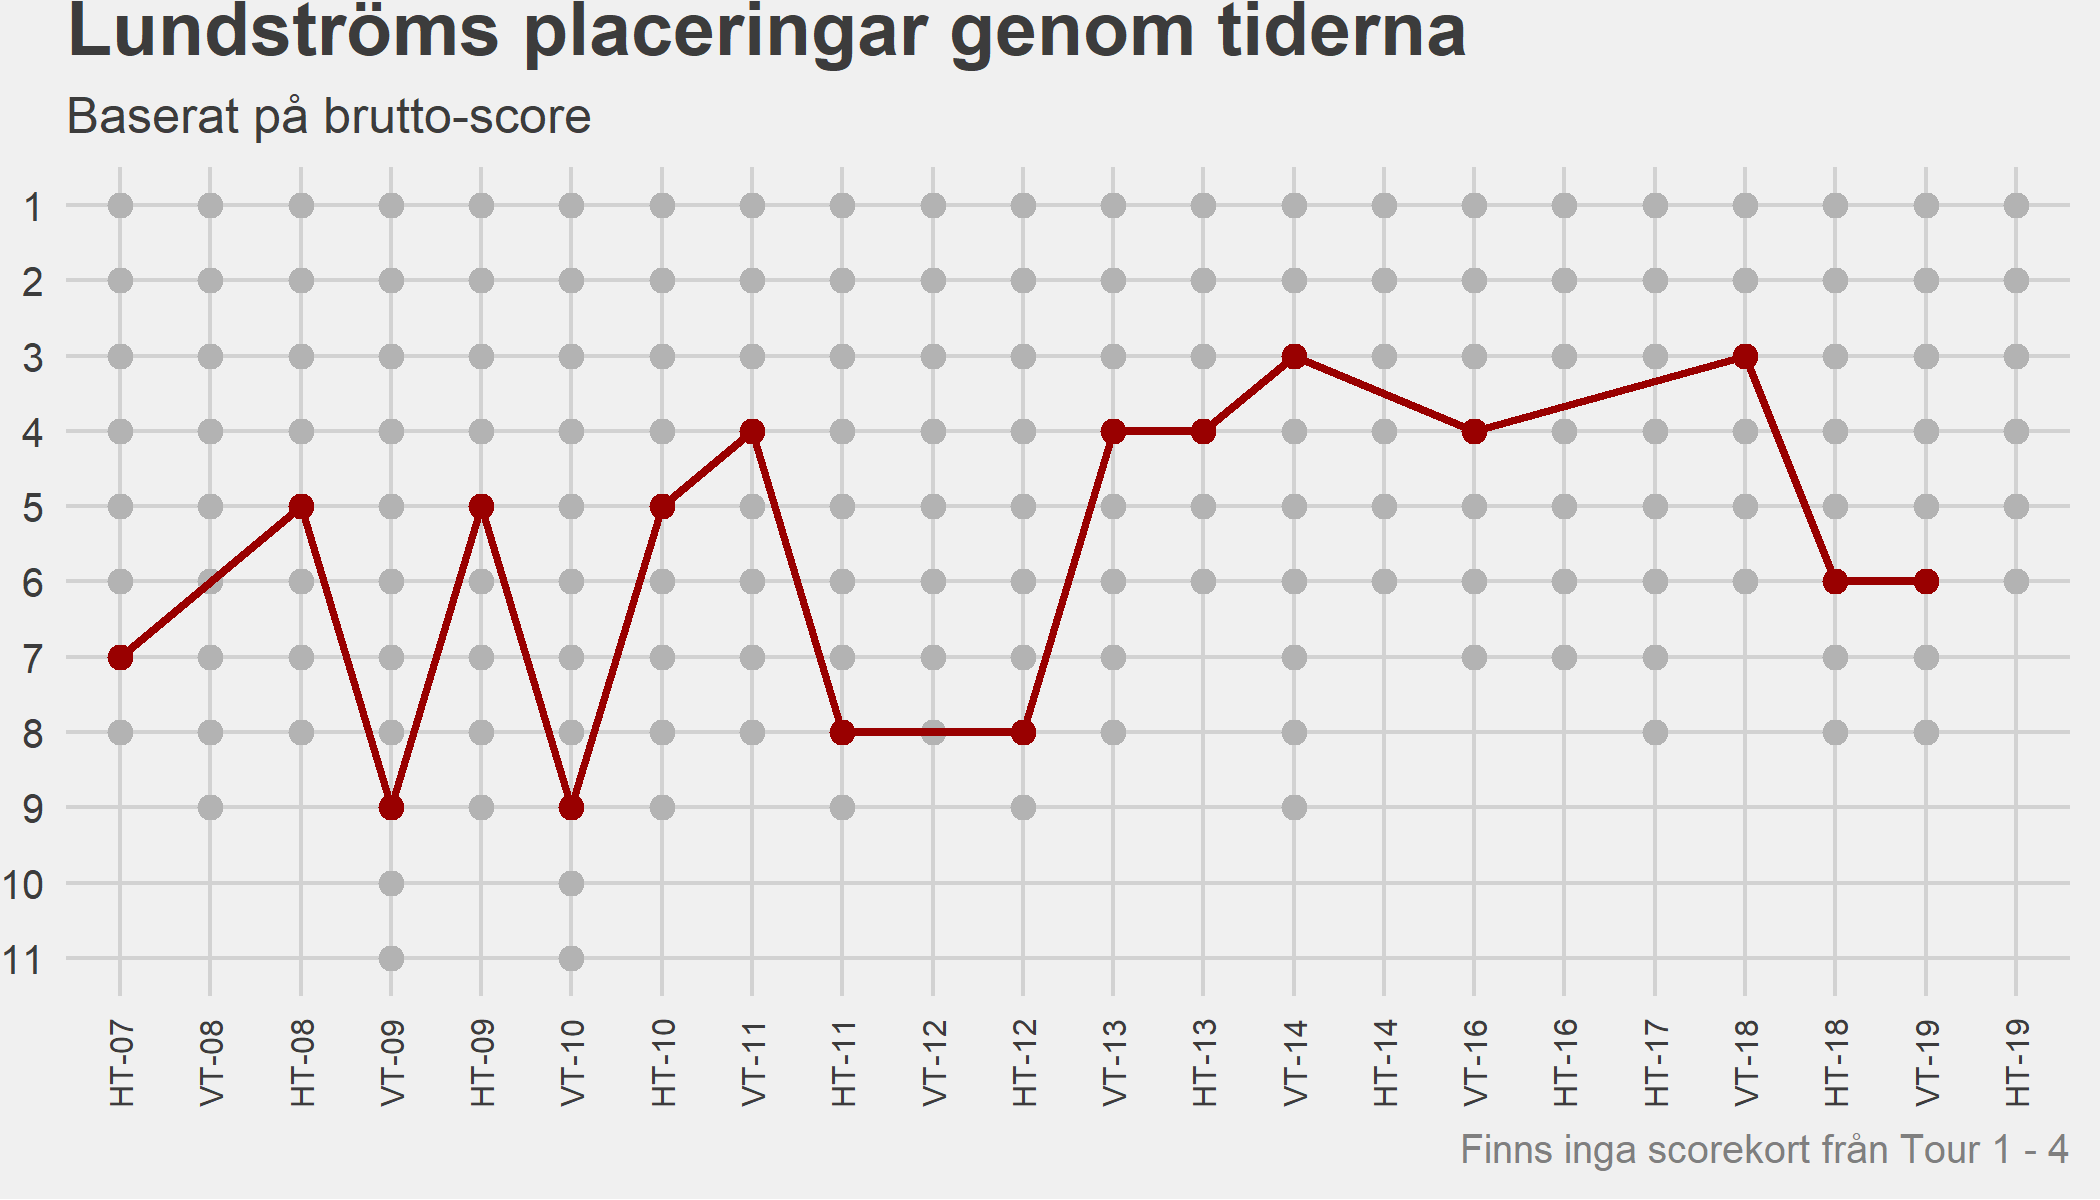 Lundströms placeringar genom tiderna
Baserat på brutto-score
1
2
3
4
5
6
7
8
9
10
11
HT-07
VT-08
HT-08
VT-09
HT-09
VT-10
HT-10
VT-11
HT-11
VT-12
HT-12
VT-13
HT-13
VT-14
HT-14
VT-16
HT-16
HT-17
VT-18
HT-18
VT-19
HT-19
Finns inga scorekort från Tour 1 - 4